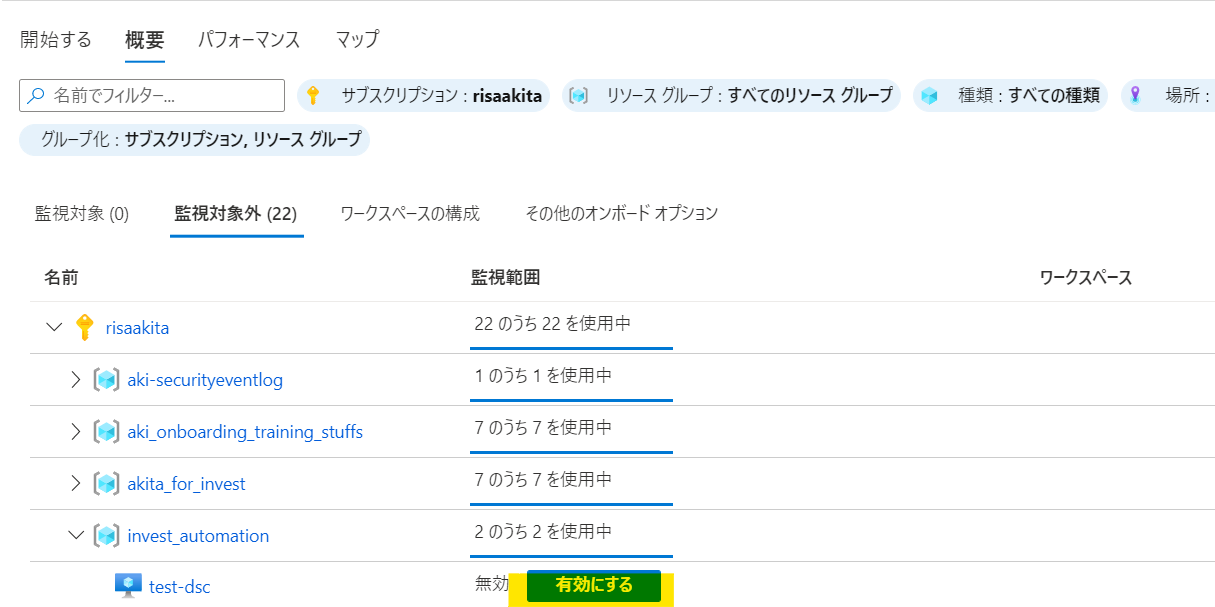 開始する 概要 パフォーマンス マップ
名前でフィルター... サブスクリプション : risaakita リソース グループ : すべてのリソース グループ 種類 : すべての種類 場所 :
グループ化 : サブスクリプション, リソース グループ
監視対象 (0) 監視対象外 (22) ワークスペースの構成 その他のオンボード オプション
名前 監視範囲 ワークスペース
risaakita 22 のうち 22 を使用中
aki-securityeventlog 1 のうち 1 を使用中
aki_onboarding_training_stuffs 7 のうち 7 を使用中
akita_for_invest 7 のうち 7 を使用中
invest_automation 2 のうち 2 を使用中
test-dsc 無効 有効にする